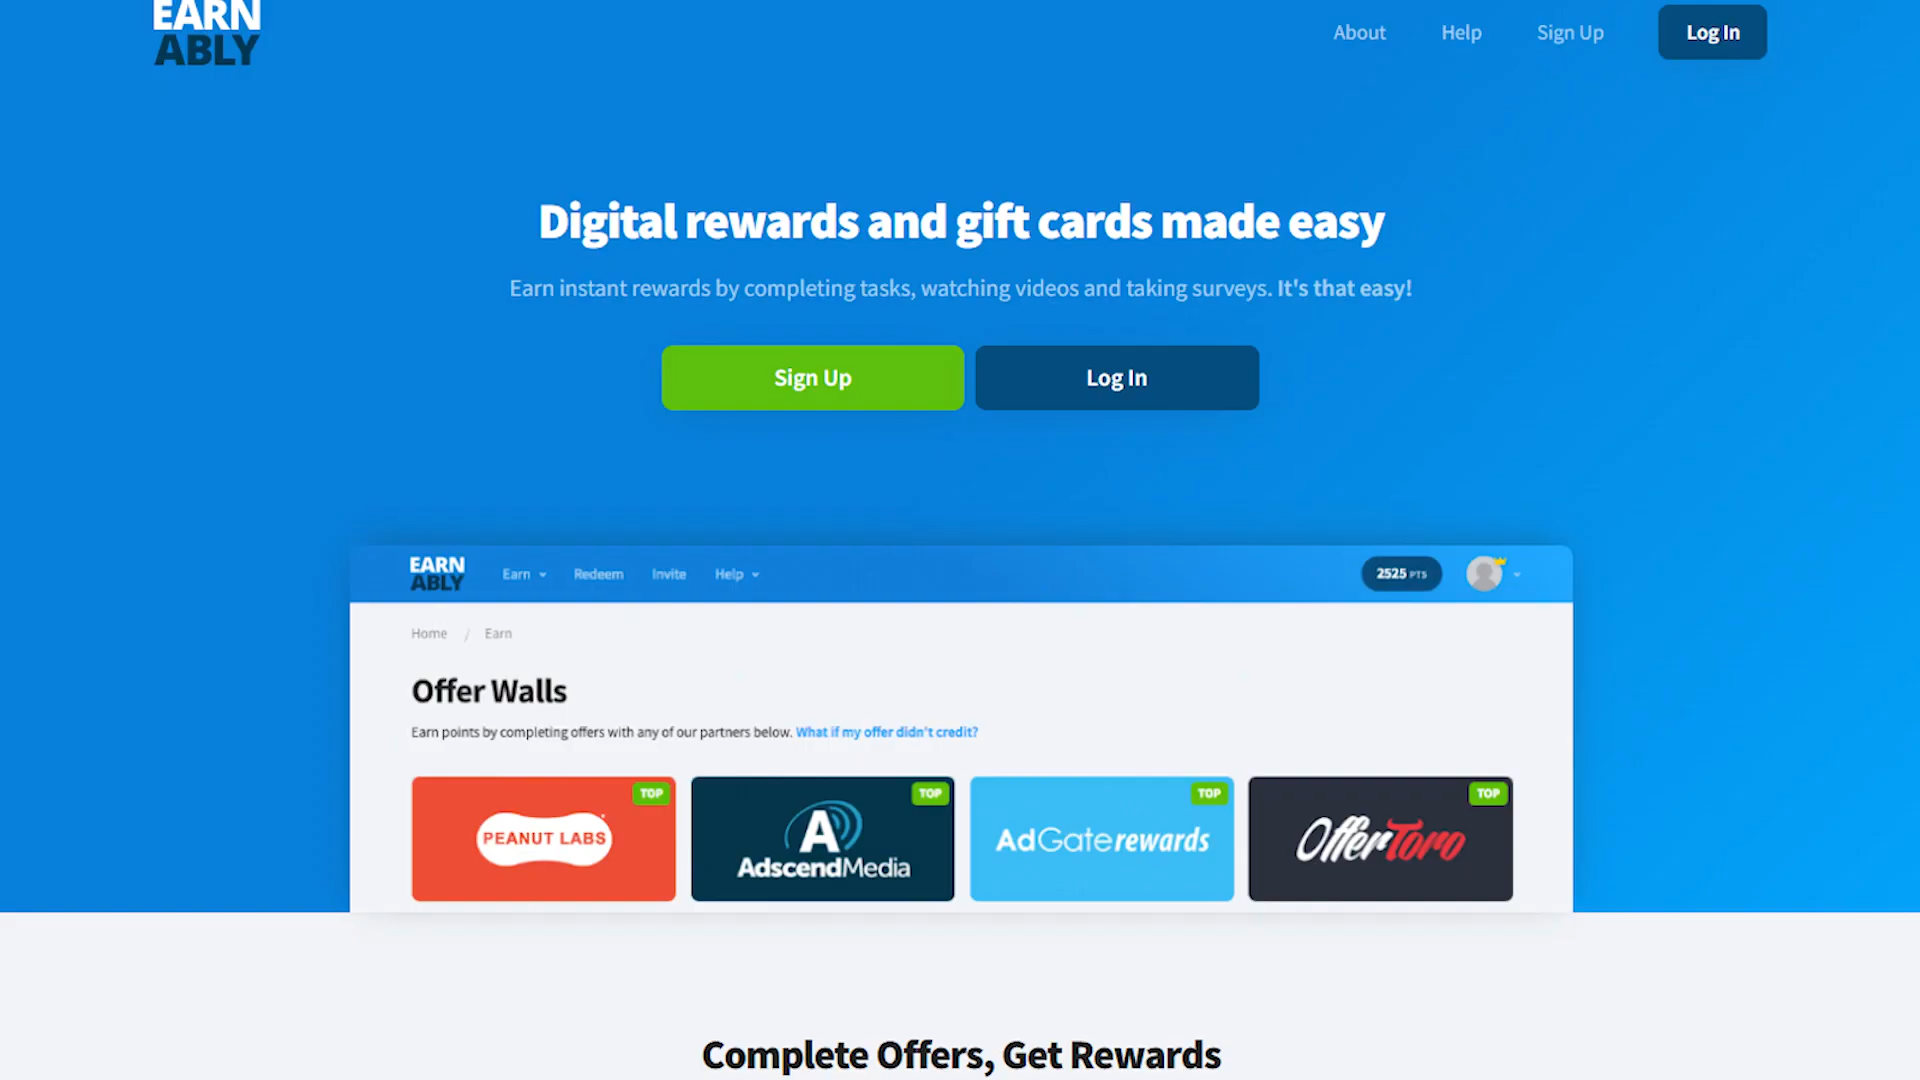 EARN
ABLY
About
Help
Sign Up
Log In
Digital rewards and gift cards made easy
Earn instant rewards by completing tasks, watching videos and taking surveys. It's that easy!
Sign Up
Log In
EARN
ABLY
Earn
Redeem
Invite
Help
2525 PTS
Home / Earn
Offer Walls
Earn points by completing offers with any of our partners below. What if my offer didn't credit?
TOP
PEANUT LABS
TOP
A
AdscendMedia
TOP
AdGate rewards
TOP
OfferToro
Complete Offers, Get Rewards